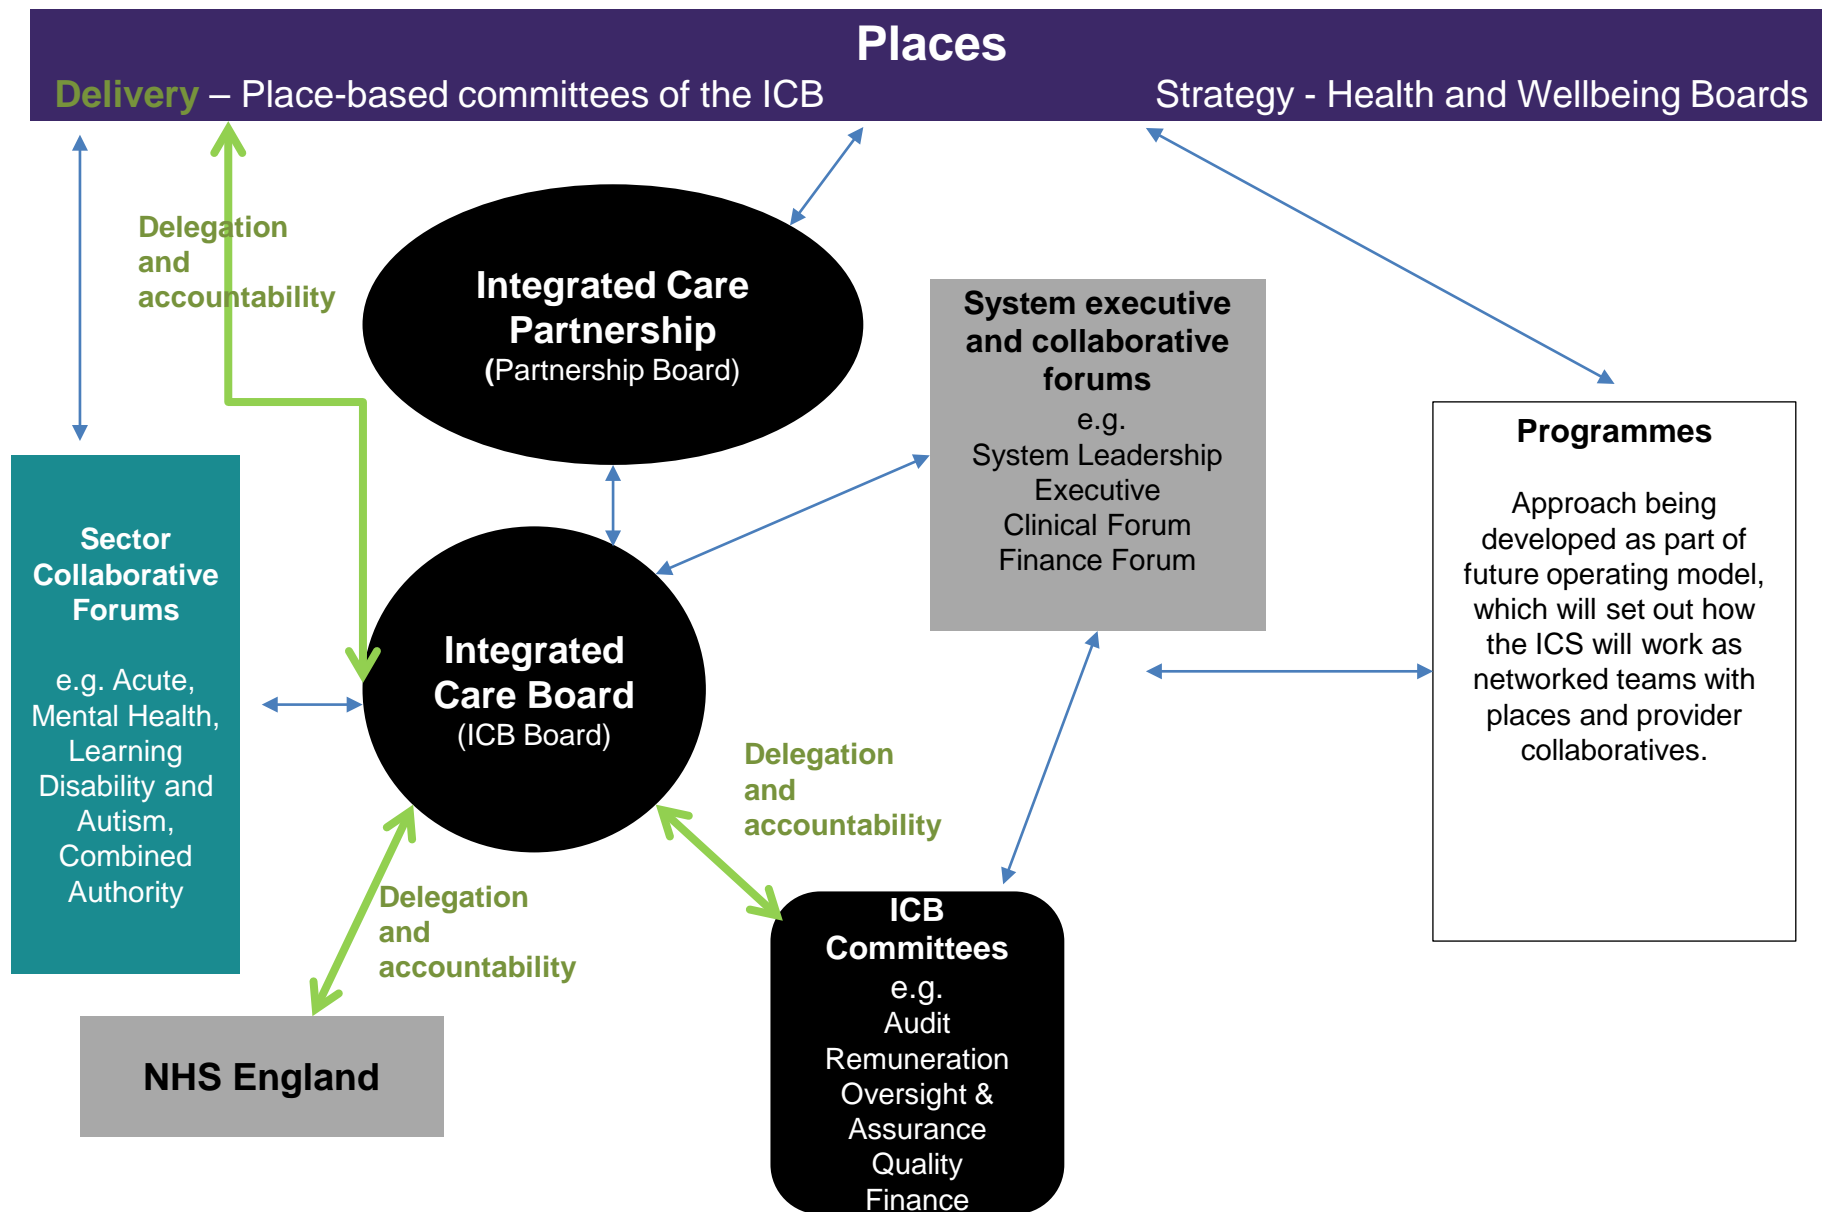 Places
Delivery – Place-based committees of the ICB
Strategy - Health and Wellbeing Boards
Delegation
and
accountability
Integrated Care
Partnership
(Partnership Board)
System executive
and collaborative
forums
e.g.
System Leadership
Executive
Clinical Forum
Finance Forum
Programmes
Approach being
developed as part of
future operating model,
which will set out how
the ICS will work as
networked teams with
places and provider
collaboratives.
Sector
Collaborative
Forums
e.g. Acute,
Mental Health,
Learning
Disability and
Autism,
Combined
Authority
Integrated
Care Board
(ICB Board)
Delegation
and
accountability
Delegation
and
accountability
ICB
Committees
e.g.
Audit
Remuneration
Oversight &
Assurance
Quality
Finance
NHS England